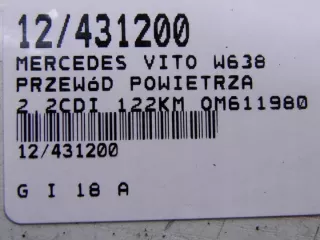 12/431200
MERCEDES VITO W638
PRZEWóD POWIETRZA
2.2CDI 122KM OM611980
12/431200
G I 18 A